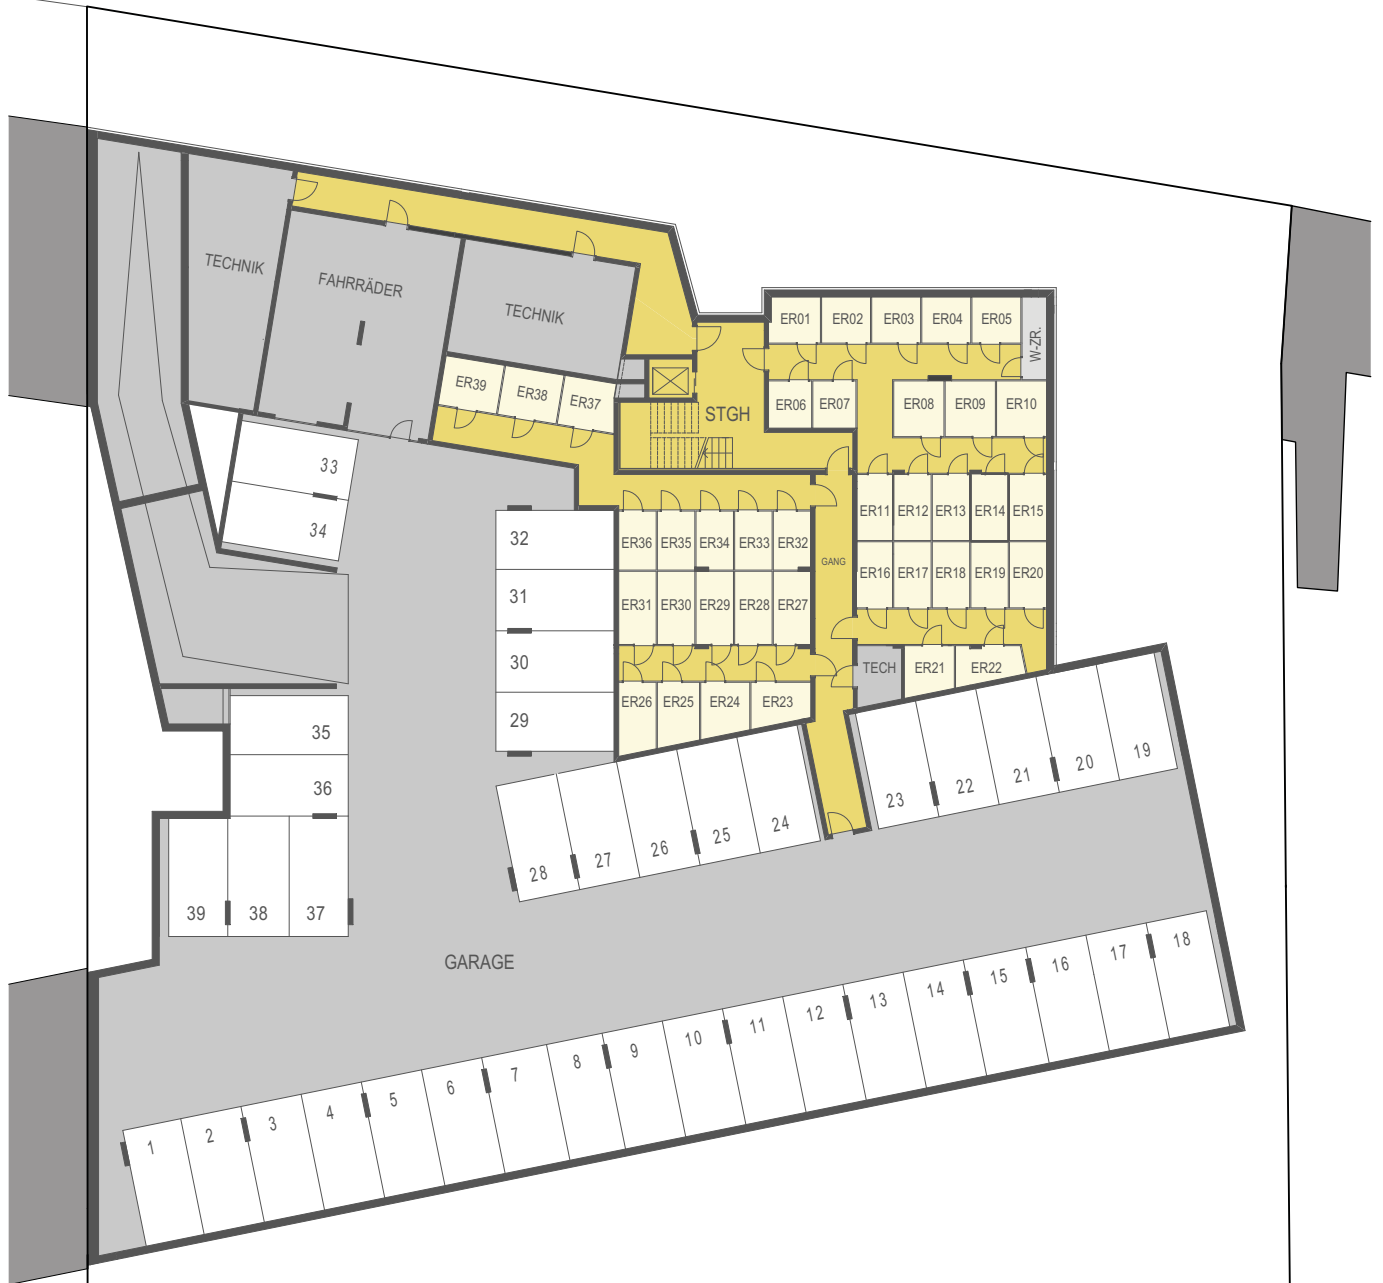 TECHNIK
FAHRRÄDER
TECHNIK
ER01 ER02 ER03 ER04 ER05
W-ZR.
ER39 ER38 ER37
STGH
ER06 ER07 ER08 ER09 ER10
33
34
ER11 ER12 ER13 ER14 ER15
32
ER36 ER35 ER34 ER33 ER32
GANG
ER16 ER17 ER18 ER19 ER20
31
ER31 ER30 ER29 ER28 ER27
30
TECH
ER21 ER22
ER26 ER25 ER24 ER23
29
35
36
28 27 26 25 24
23 22 21 20 19
39 38 37
GARAGE
1 2 3 4 5 6 7 8 9 10 11 12 13 14 15 16 17 18